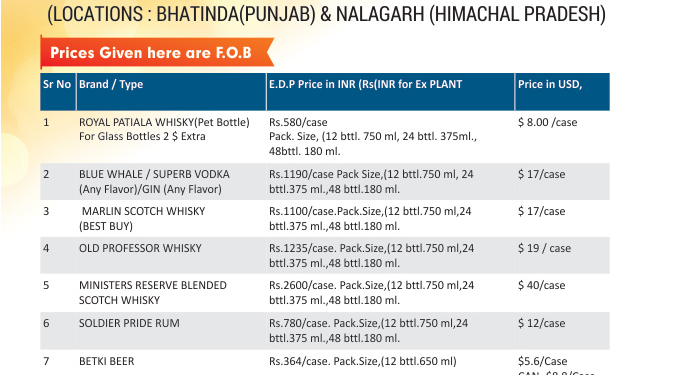 (LOCATIONS : BHATINDA(PUNJAB) & NALAGARH (HIMACHAL PRADESH)
Prices Given here are F.O.B
Sr No Brand / Type E.D.P Price in INR (Rs(INR for Ex PLANT Price in USD,
1 ROYAL PATIALA WHISKY(Pet Bottle) Rs.580/case $ 8.00 /case
For Glass Bottles 2 $ Extra Pack. Size, (12 bttl. 750 ml, 24 bttl. 375ml.,
48bttl. 180 ml.
2 BLUE WHALE / SUPERB VODKA Rs.1190/case Pack Size,(12 bttl.750 ml, 24 $ 17/case
(Any Flavor)/GIN (Any Flavor) bttl.375 ml.,48 bttl.180 ml.
3 MARLIN SCOTCH WHISKY Rs.1100/case.Pack.Size,(12 bttl.750 ml,24 $ 17/case
(BEST BUY) bttl.375 ml.,48 bttl.180 ml.
4 OLD PROFESSOR WHISKY Rs.1235/case. Pack.Size,(12 bttl.750 ml,24 $ 19 / case
bttl.375 ml.,48 bttl.180 ml.
5 MINISTERS RESERVE BLENDED Rs.2600/case. Pack.Size,(12 bttl.750 ml,24 $ 40/case
SCOTCH WHISKY bttl.375 ml.,48 bttl.180 ml.
6 SOLDIER PRIDE RUM Rs.780/case. Pack.Size,(12 bttl.750 ml,24 $ 12/case
bttl.375 ml.,48 bttl.180 ml.
7 BETKI BEER Rs.364/case, Pack.Size,(12 bttl.650 ml) $5.6/Case